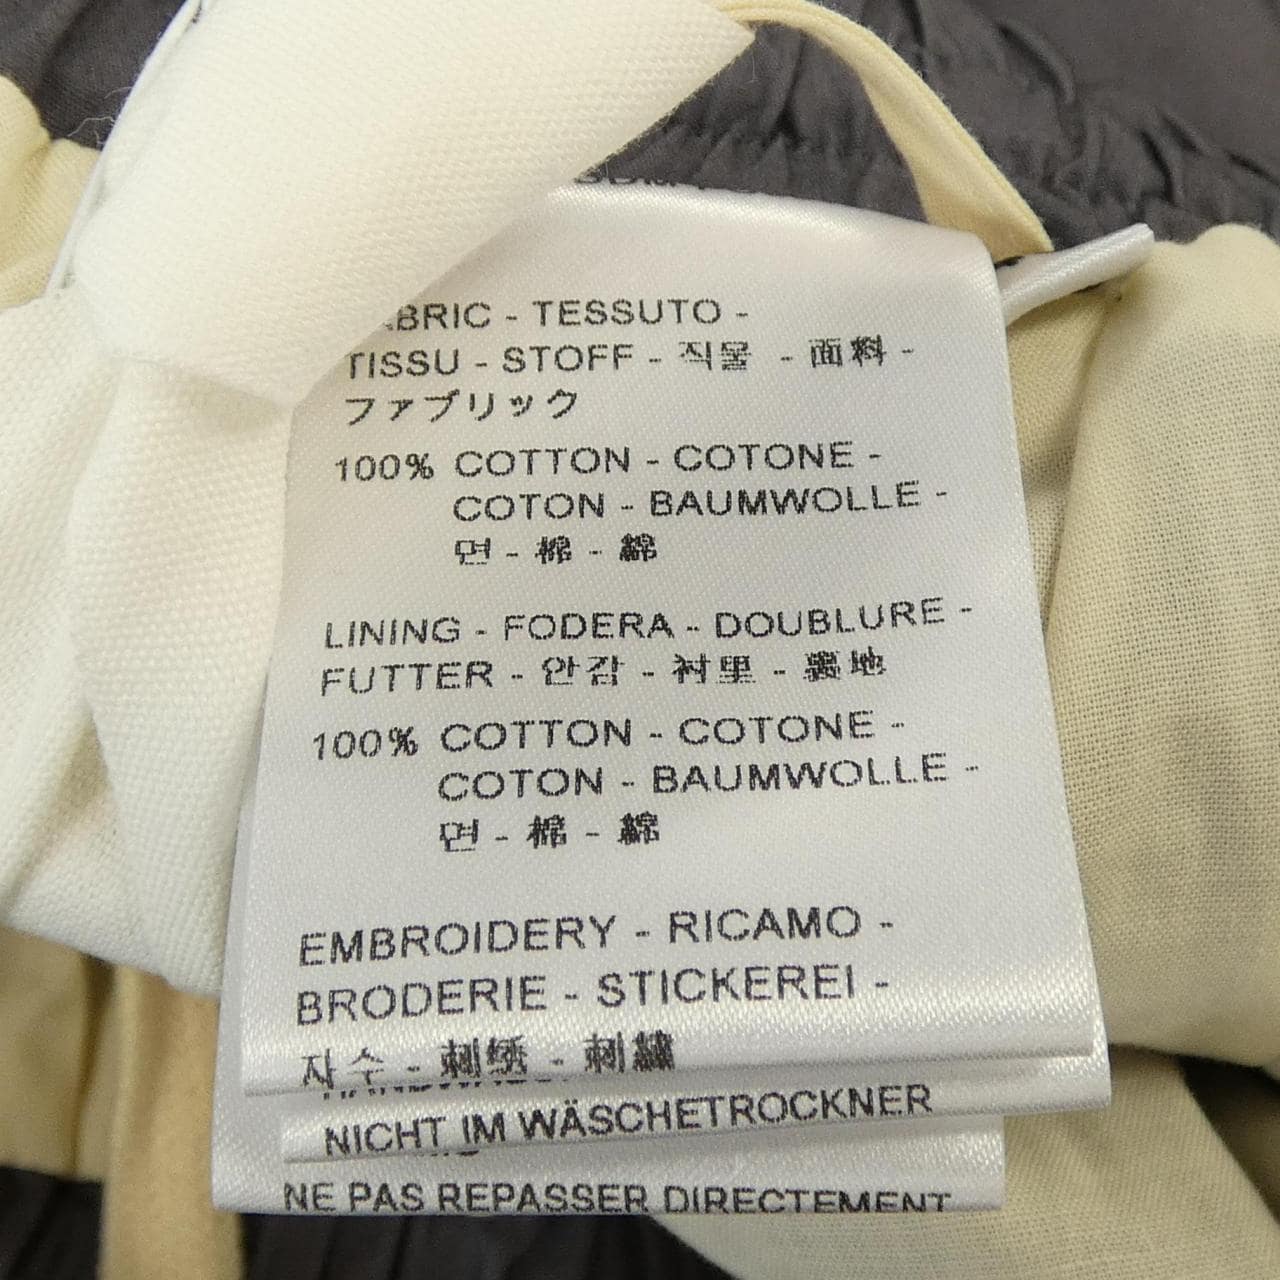 ABRIC - TESSUTO -
TISSU - STOFF - 직물 - 面料 -
ファブリック
100% COTTON - COTONE -
COTON - BAUMWOLLE -
면 - 棉 - 綿
LINING - FODERA - DOUBLURE -
FUTTER - 안감 - 衬里 - 裏地
100% COTTON - COTONE -
COTON - BAUMWOLLE -
면 - 棉 - 綿
EMBROIDERY - RICAMO -
BRODERIE - STICKEREI -
자수 - 刺绣 - 刺繍
NICHT IM WÄSCHETROCKNER
NE PAS REPASSER DIRECTEMENT